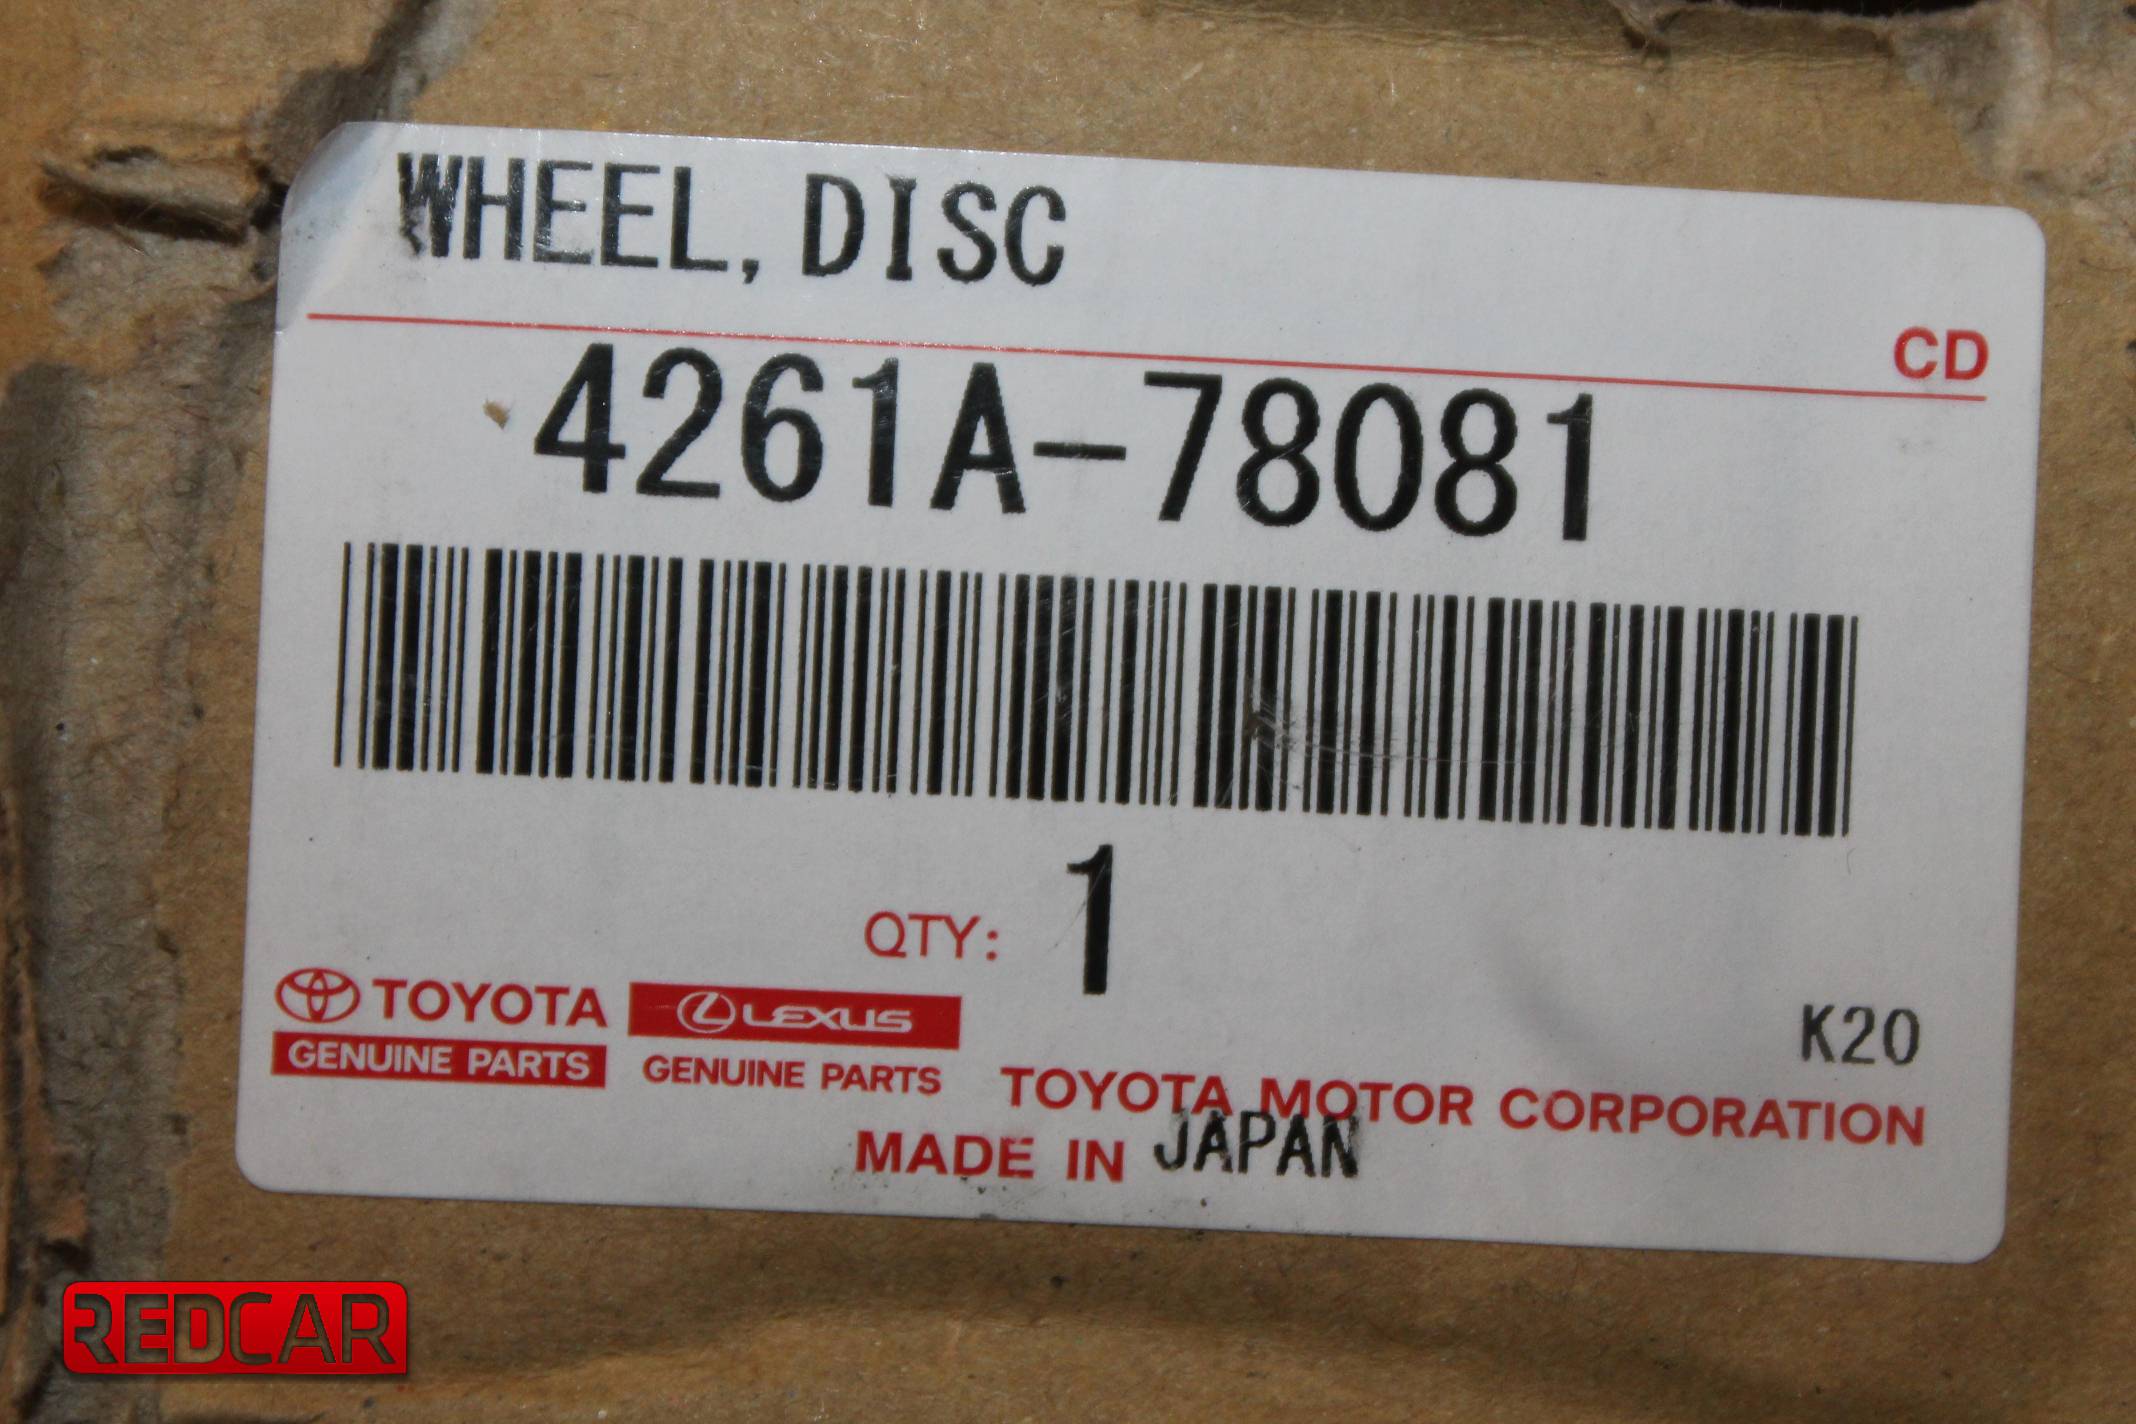 WHEEL, DISC
CD
4261A-78081
QTY: 1
K20
TOYOTA
GENUINE PARTS
LEXUS
GENUINE PARTS
TOYOTA MOTOR CORPORATION
MADE IN JAPAN
REDCAR